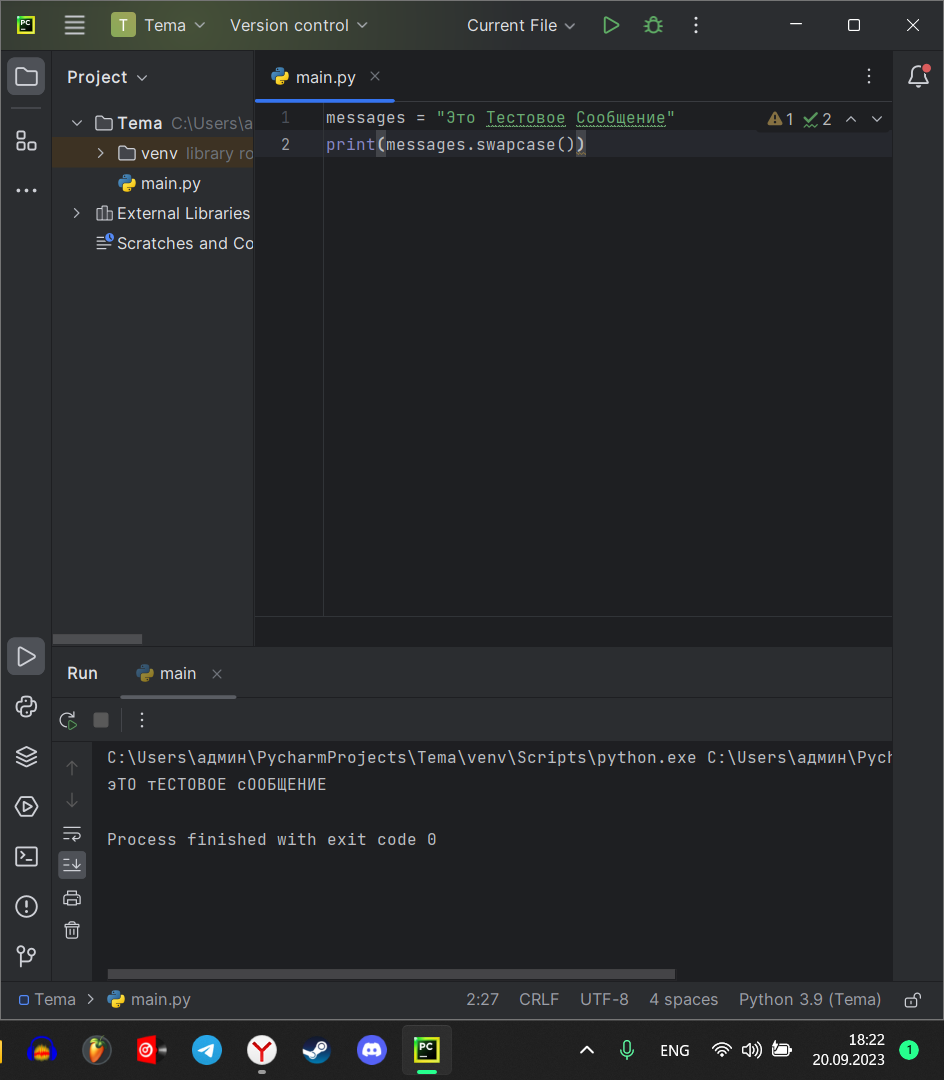 PC T Tema Version control Current File
Project
main.py
Tema C:\Users\a
venv library ro
main.py
External Libraries
Scratches and Co
1 messages = "Это Тестовое Сообщение"
2 print(messages.swapcase())
1 2
Run main
C:\Users\админ\PycharmProjects\Tema\venv\Scripts\python.exe C:\Users\админ\Pych
эТО тЕСТОВОЕ сООБЩЕНИЕ
Process finished with exit code 0
Tema main.py 2:27 CRLF UTF-8 4 spaces Python 3.9 (Tema)
PC ENG 18:22 1
20.09.2023